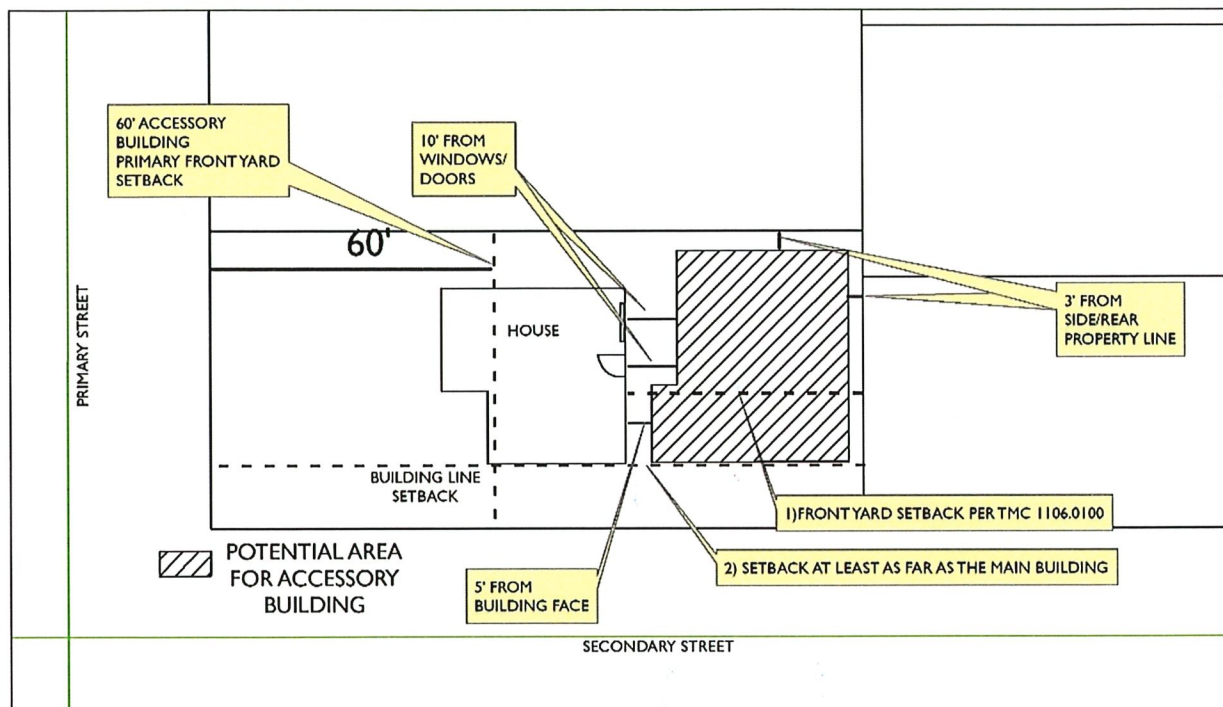 60' ACCESSORY
BUILDING
PRIMARY FRONT YARD
SETBACK
10' FROM
WINDOWS/
DOORS
60'
HOUSE
3' FROM
SIDE/REAR
PROPERTY LINE
PRIMARY STREET
BUILDING LINE
SETBACK
1)FRONT YARD SETBACK PER TMC 1106.0100
2) SETBACK AT LEAST AS FAR AS THE MAIN BUILDING
5' FROM
BUILDING FACE
POTENTIAL AREA
FOR ACCESSORY
BUILDING
SECONDARY STREET